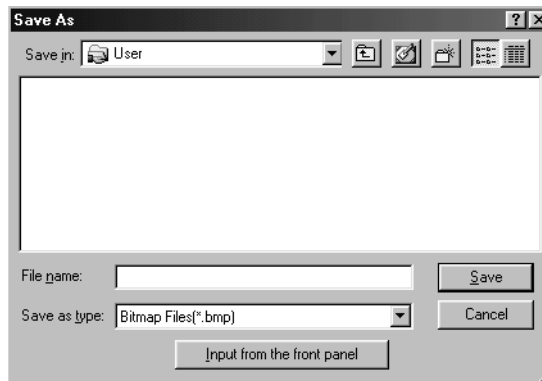 Save As
Save in: User
File name: Save
Save as type: Bitmap Files(*.bmp) Cancel
Input from the front panel